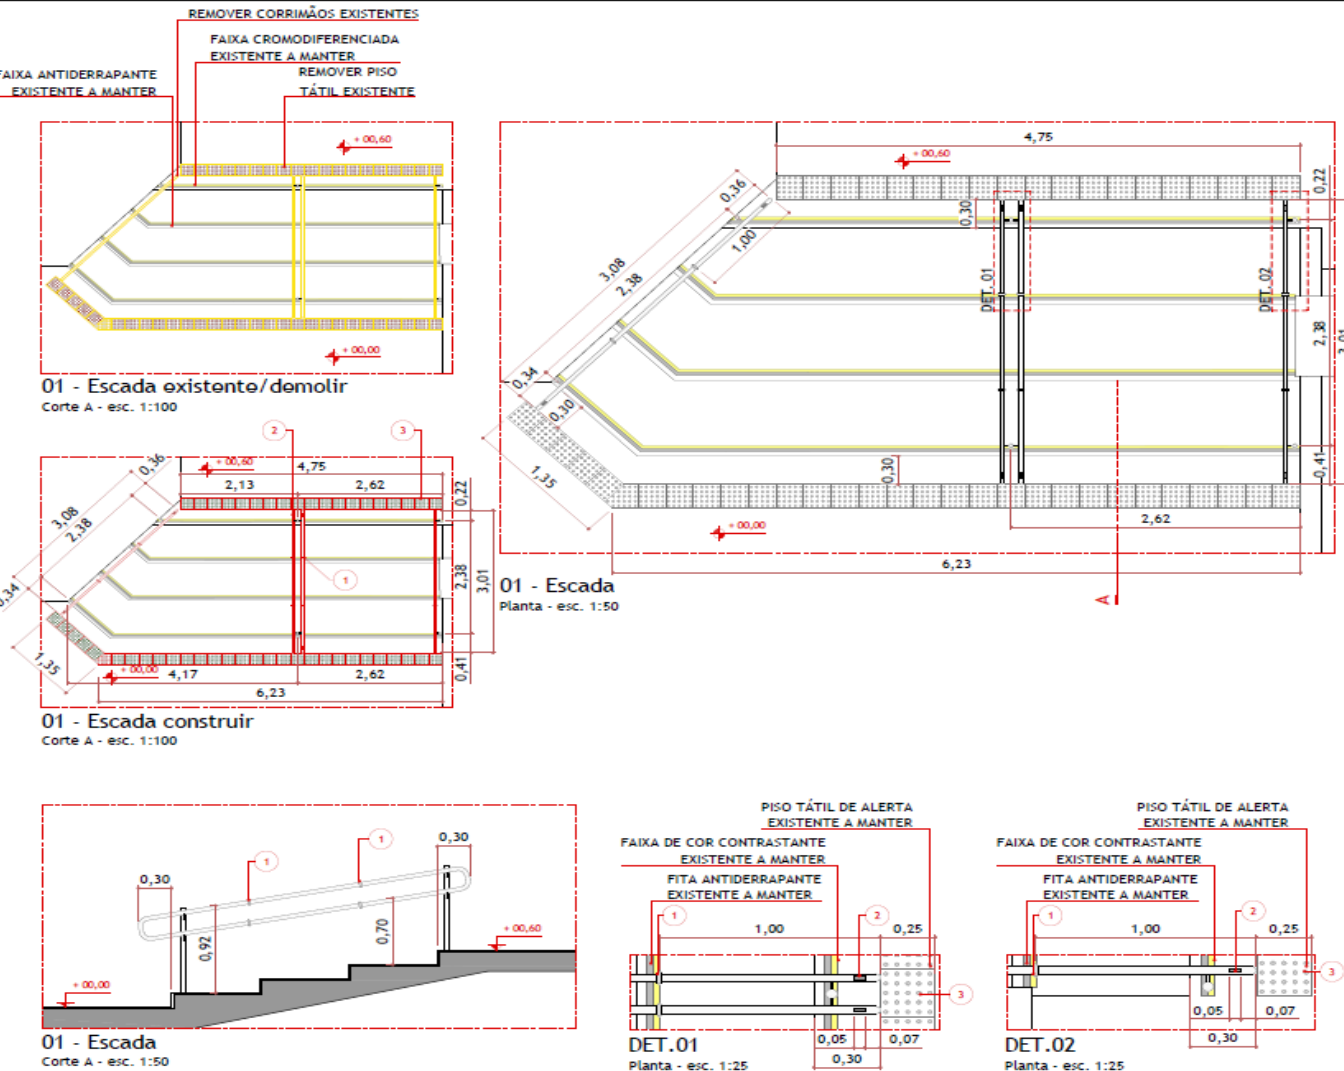 REMOVER CORRIMÃOS EXISTENTES
FAIXA CROMODIFERENCIADA
EXISTENTE A MANTER
FAIXA ANTIDERRAPANTE
EXISTENTE A MANTER
REMOVER PISO
TÁTIL EXISTENTE
+ 00,60
+ 00,00
01 - Escada existente/demolir
Corte A - esc. 1:100
2
3
+ 00,60
4,75
0,36
2,13
2,62
0,22
3,08
2,38
1
2,38
3,01
0,34
1,35
+ 00,00
4,17
2,62
0,41
6,23
01 - Escada construir
Corte A - esc. 1:100
4,75
+ 00,60
0,36
0,22
0,30
1,00
3,08
2,38
DET. 01
DET. 02
2,38
0,34
0,30
1,35
0,30
0,41
+ 00,00
2,62
6,23
A
01 - Escada
Planta - esc. 1:50
1
1
0,30
0,30
0,92
0,70
+ 00,60
+ 00,00
01 - Escada
Corte A - esc. 1:50
PISO TÁTIL DE ALERTA
EXISTENTE A MANTER
FAIXA DE COR CONTRASTANTE
EXISTENTE A MANTER
FITA ANTIDERRAPANTE
EXISTENTE A MANTER
1
2
1,00
0,25
3
0,05
0,07
0,30
DET.01
Planta - esc. 1:25
PISO TÁTIL DE ALERTA
EXISTENTE A MANTER
FAIXA DE COR CONTRASTANTE
EXISTENTE A MANTER
FITA ANTIDERRAPANTE
EXISTENTE A MANTER
1
2
1,00
0,25
3
0,05
0,07
0,30
DET.02
Planta - esc. 1:25